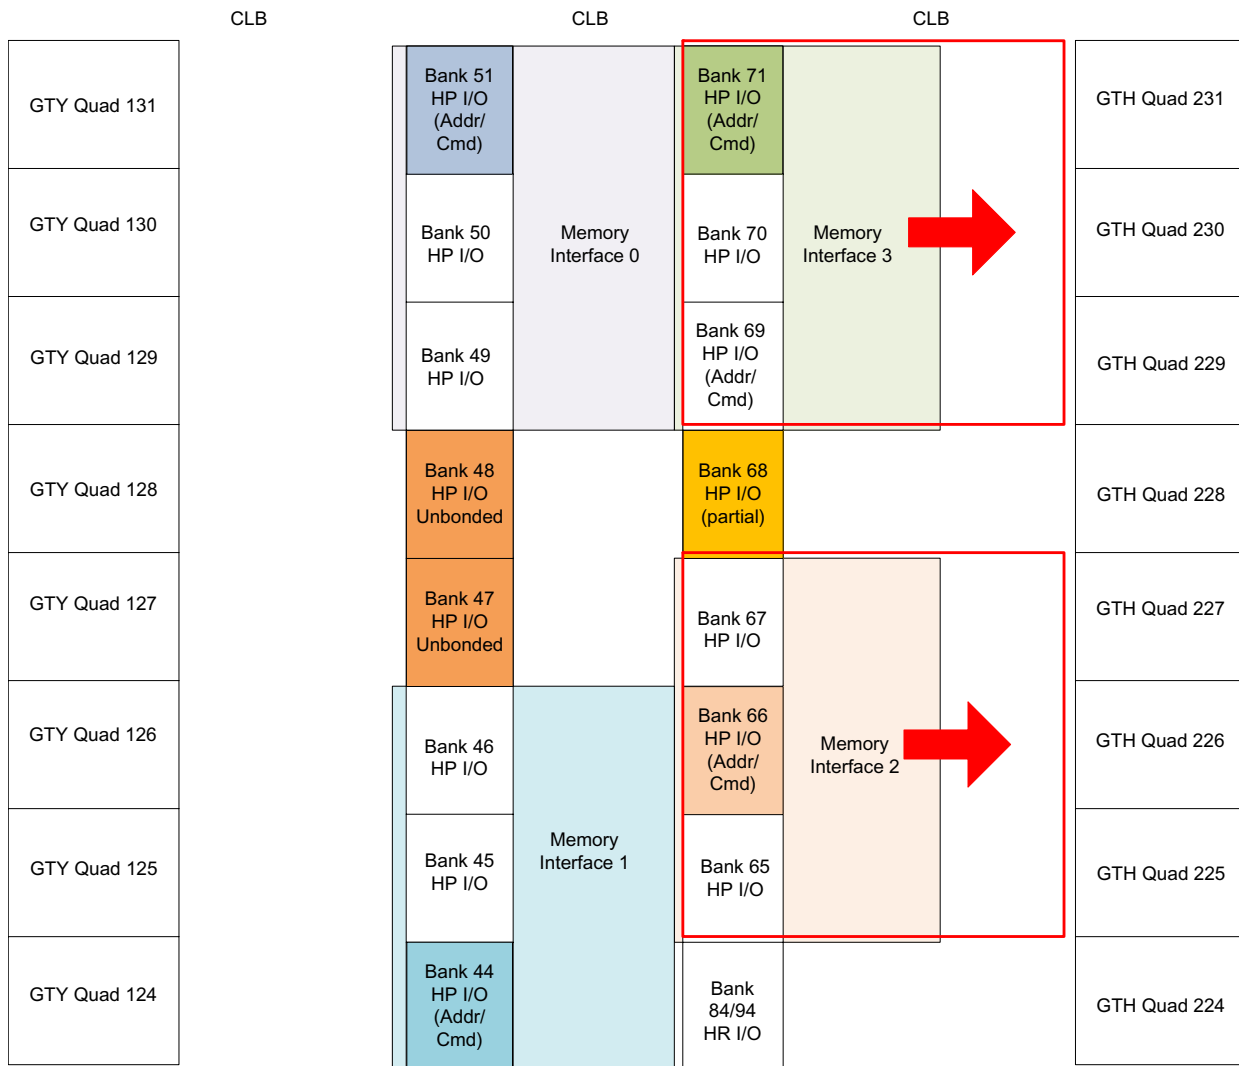 CLB
CLB
CLB
GTY Quad 131
GTY Quad 130
GTY Quad 129
GTY Quad 128
GTY Quad 127
GTY Quad 126
GTY Quad 125
GTY Quad 124
Bank 51
HP I/O
(Addr/
Cmd)
Bank 50
HP I/O
Bank 49
HP I/O
Bank 48
HP I/O
Unbonded
Bank 47
HP I/O
Unbonded
Bank 46
HP I/O
Bank 45
HP I/O
Bank 44
HP I/O
(Addr/
Cmd)
Memory
Interface 0
Memory
Interface 1
Bank 71
HP I/O
(Addr/
Cmd)
Bank 70
HP I/O
Bank 69
HP I/O
(Addr/
Cmd)
Bank 68
HP I/O
(partial)
Bank 67
HP I/O
Bank 66
HP I/O
(Addr/
Cmd)
Bank 65
HP I/O
Bank
84/94
HR I/O
Memory
Interface 3
Memory
Interface 2
GTH Quad 231
GTH Quad 230
GTH Quad 229
GTH Quad 228
GTH Quad 227
GTH Quad 226
GTH Quad 225
GTH Quad 224